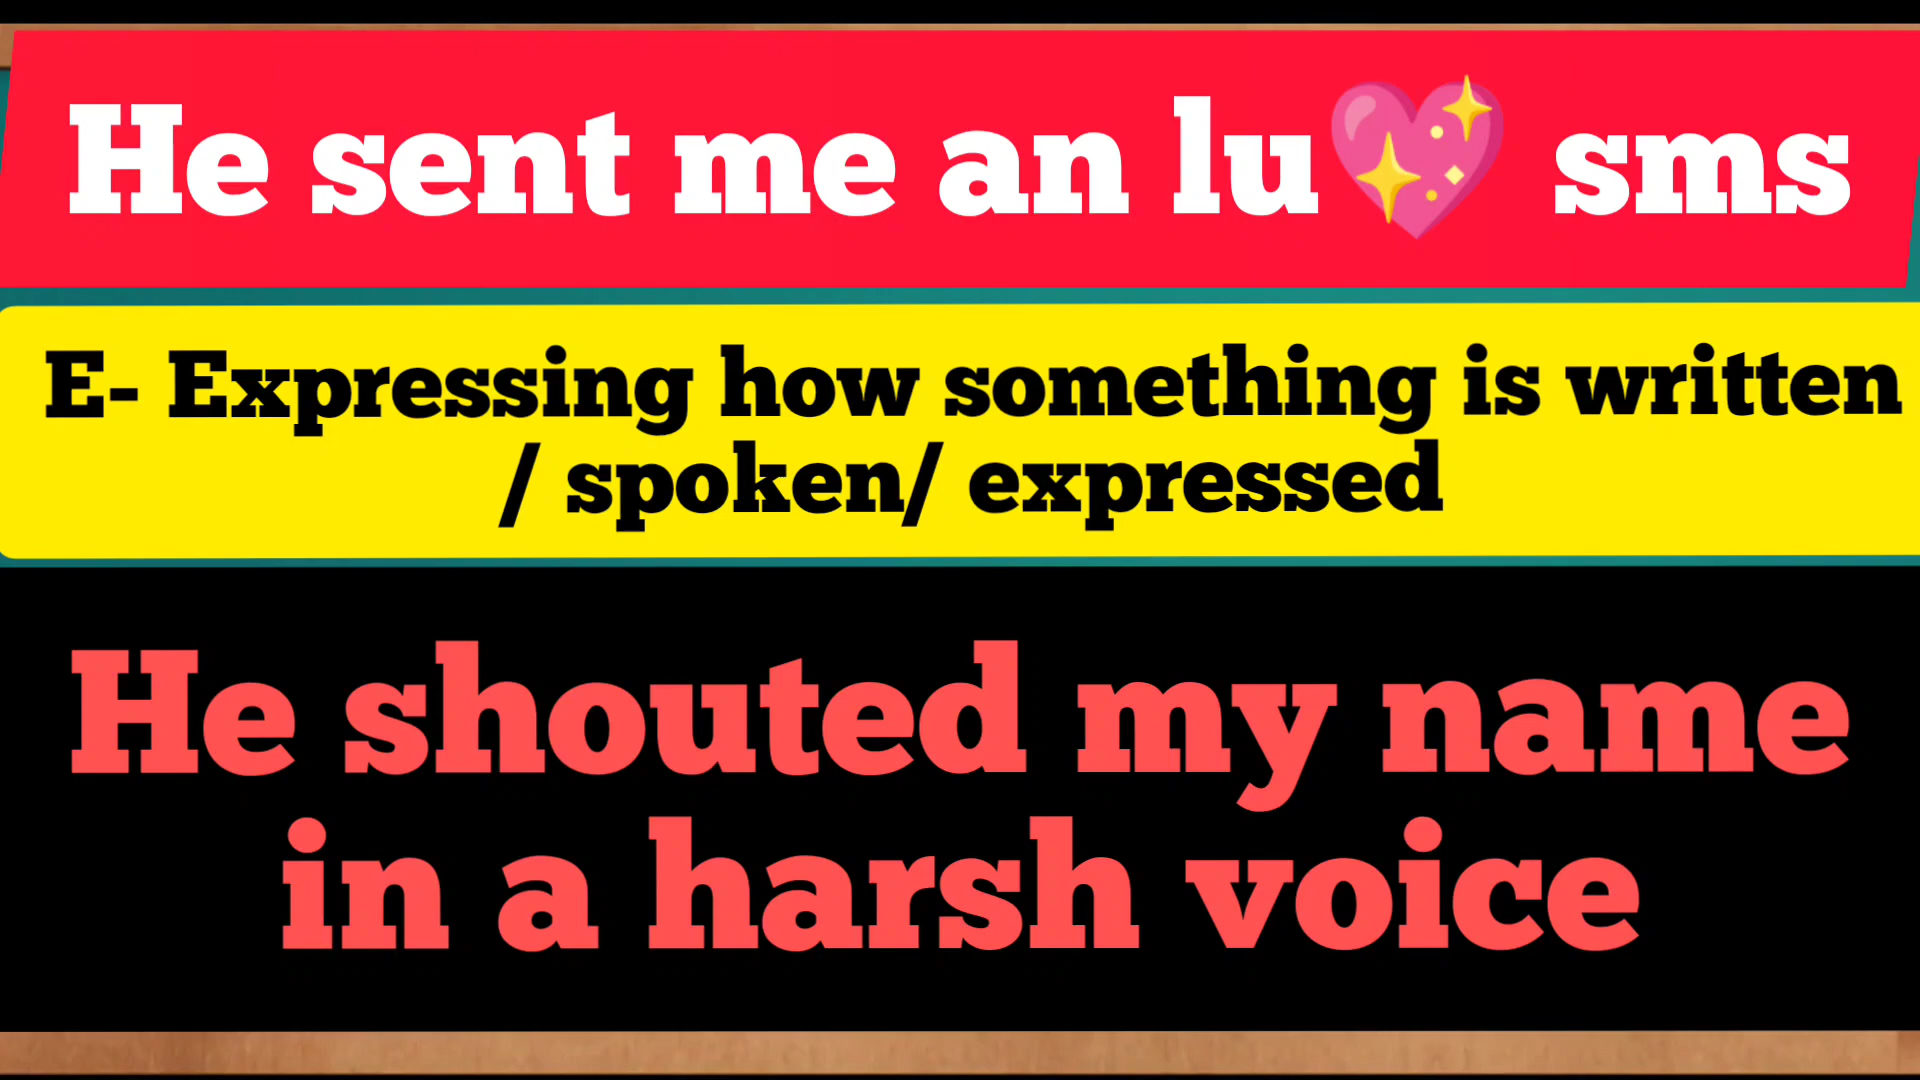 He sent me an lu💖 sms
E- Expressing how something is written
/ spoken/ expressed
He shouted my name
in a harsh voice